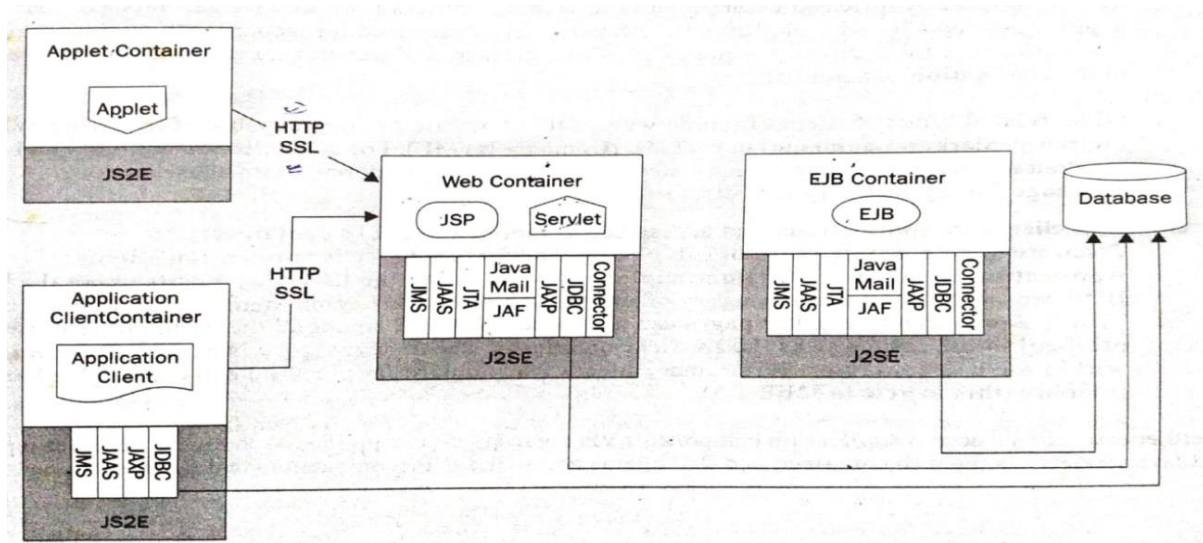 Applet Container
Applet
JS2E
HTTP
SSL
HTTP
SSL
Application
ClientContainer
Application
Client
JMS
JAAS
JAXP
JDBC
JS2E
Web Container
JSP
Servlet
JMS
JAAS
JTA
Java
Mail
JAF
JAXP
JDBC
Connector
J2SE
EJB Container
EJB
JMS
JAAS
JTA
Java
Mail
JAF
JAXP
JDBC
Connector
J2SE
Database